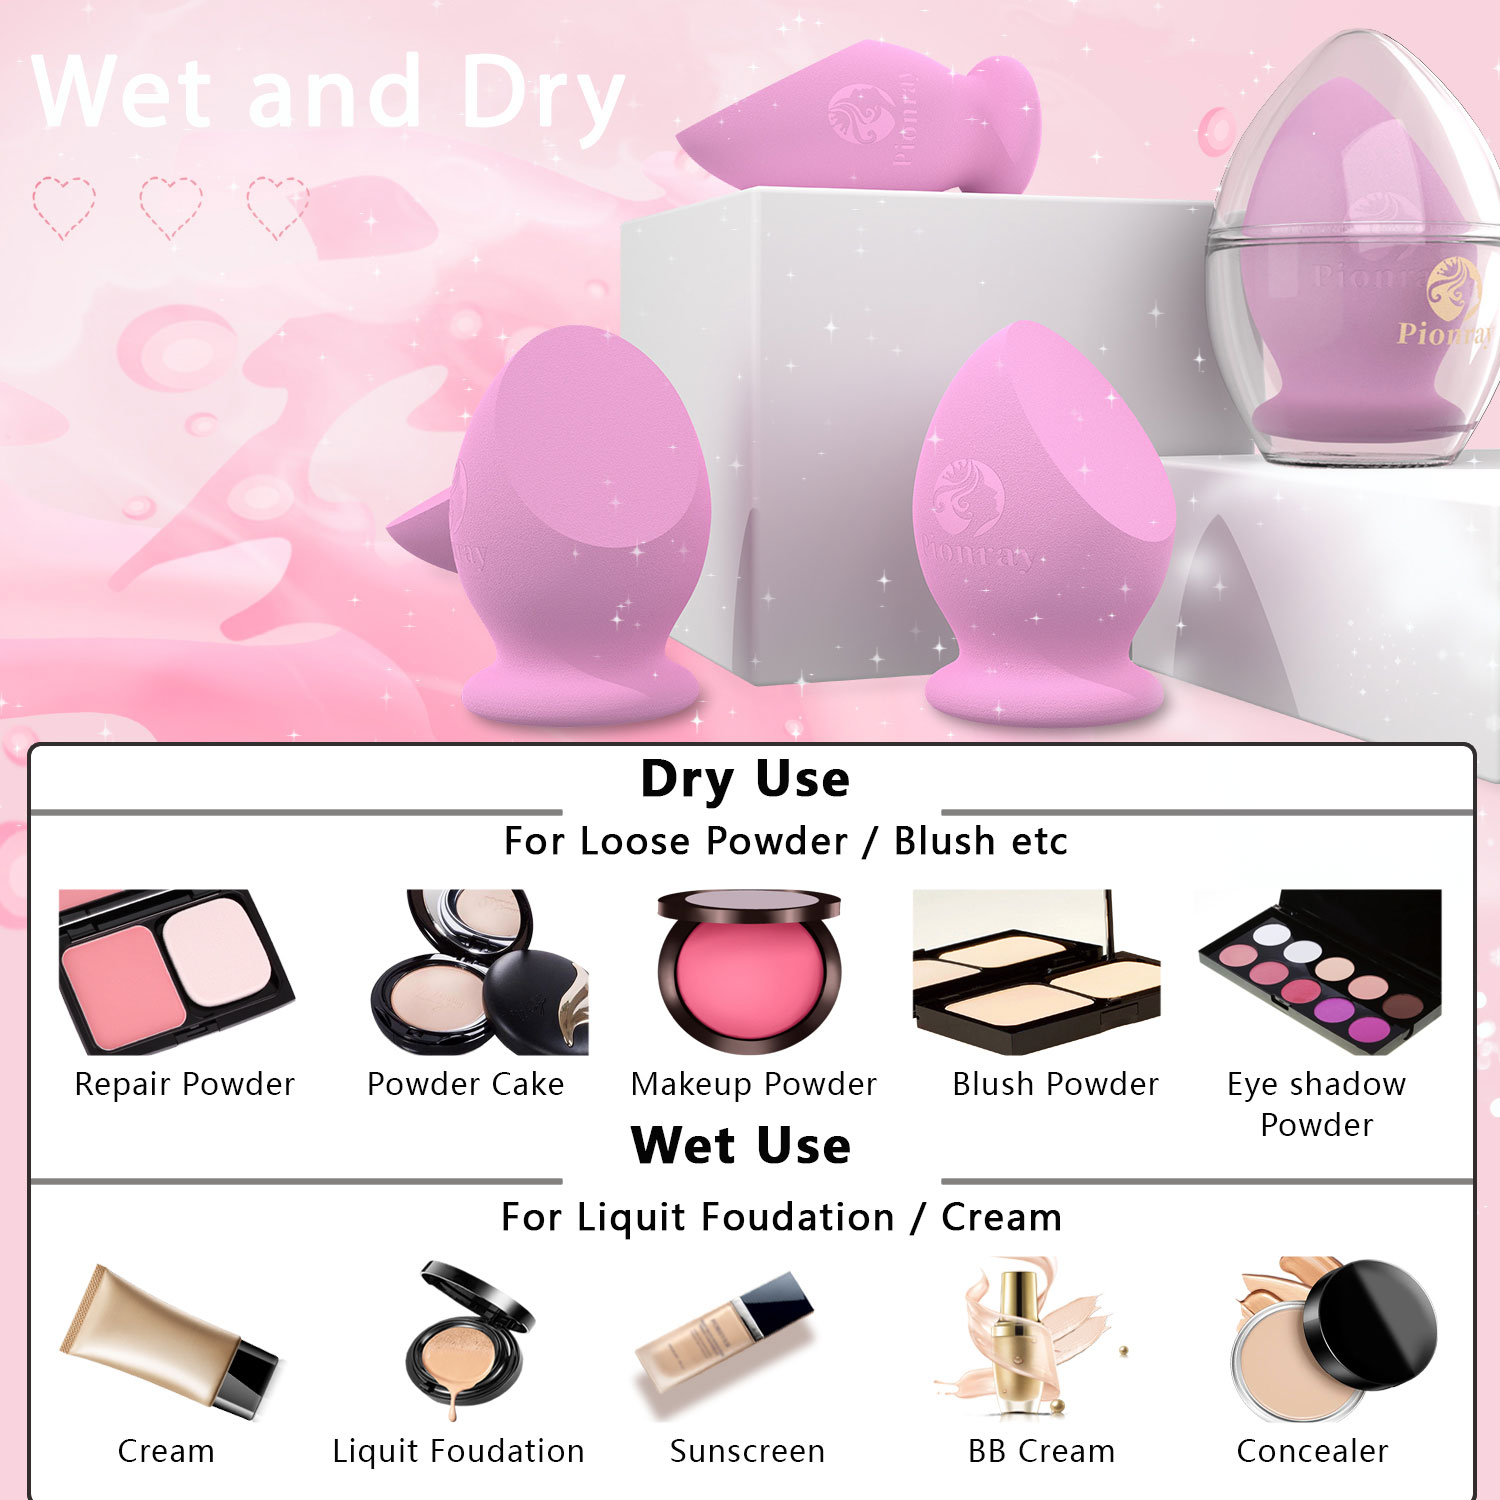 Wet and Dry
Pionray
Pionray
Pionray
Pionray
Dry Use
For Loose Powder / Blush etc
Repair Powder
Powder Cake
Makeup Powder
Blush Powder
Eye shadow
Powder
Wet Use
For Liquit Foudation / Cream
Cream
Liquit Foudation
Sunscreen
BB Cream
Concealer